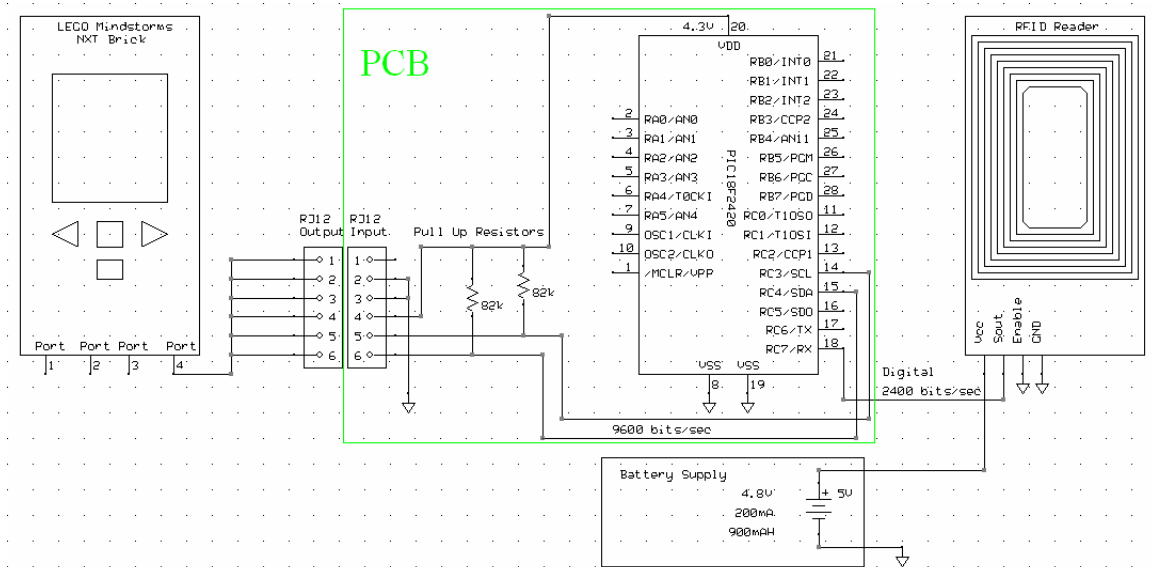 LEGO Mindstorms
NXT Brick
Port
1
Port
2
Port
3
Port
4
RJ12
Output
1
2
3
4
5
6
RJ12
Input
1
2
3
4
5
6
PCB
Pull Up Resistors
82k
82k
4.3V
20
VDD
2 RA0/AN0
3 RA1/AN1
4 RA2/AN2
5 RA3/AN3
6 RA4/T0CKI
7 RA5/AN4
9 OSC1/CLKI
10 OSC2/CLKO
1 /MCLR/VPP
PIC18F2420
RB0/INT0 21
RB1/INT1 22
RB2/INT2 23
RB3/CCP2 24
RB4/AN11 25
RB5/PGM 26
RB6/PGC 27
RB7/PGD 28
RC0/T1OSO 11
RC1/T1OSI 12
RC2/CCP1 13
RC3/SCL 14
RC4/SDA 15
RC5/SDO 16
RC6/TX 17
RC7/RX 18
VSS VSS
8 19
9600 bits/sec
RFID Reader
Vcc
Sout
Enable
GND
Digital
2400 bits/sec
Battery Supply
4.8V
200mA
900mAH
+ 5V